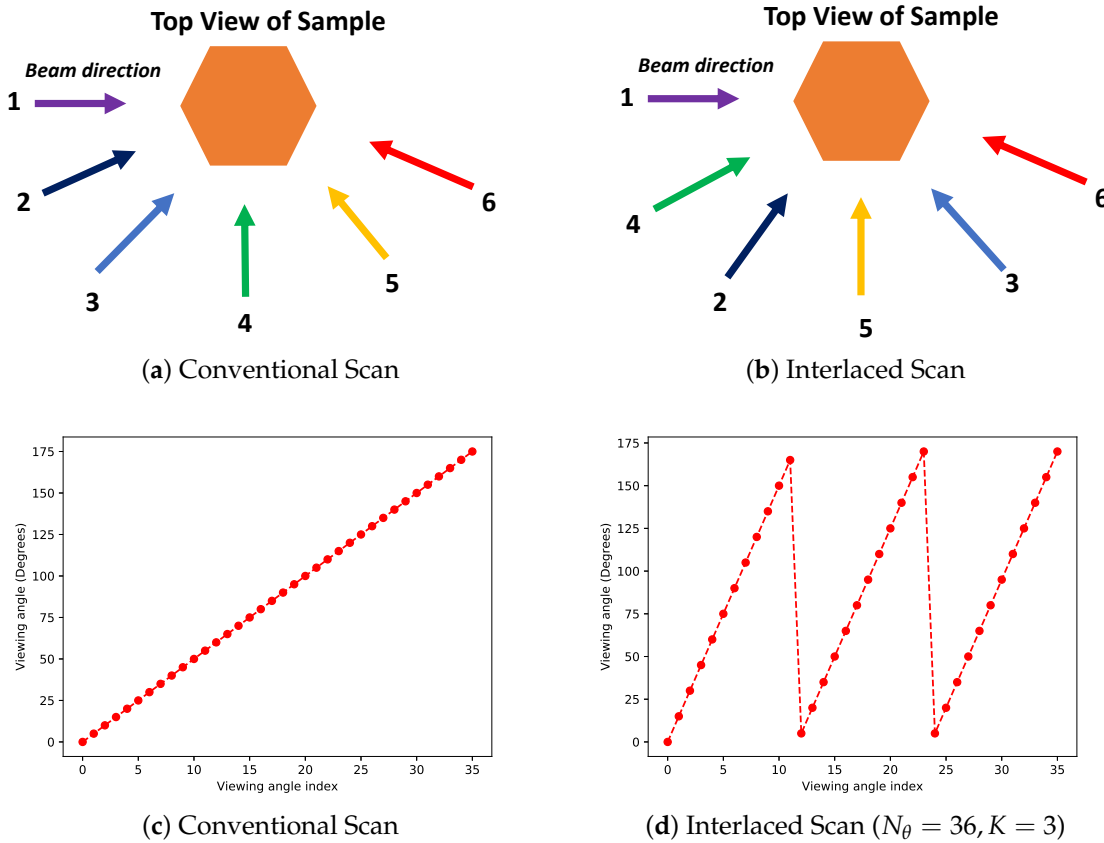 Top View of Sample
Beam direction
1
2
3
4
5
6
(a) Conventional Scan
Top View of Sample
Beam direction
1
4
2
5
3
6
(b) Interlaced Scan
Viewing angle (Degrees)
175
150
125
100
75
50
25
0
0 5 10 15 20 25 30 35
Viewing angle index
(c) Conventional Scan
Viewing angle (Degrees)
175
150
125
100
75
50
25
0
0 5 10 15 20 25 30 35
Viewing angle index
(d) Interlaced Scan (N_θ = 36, K = 3)